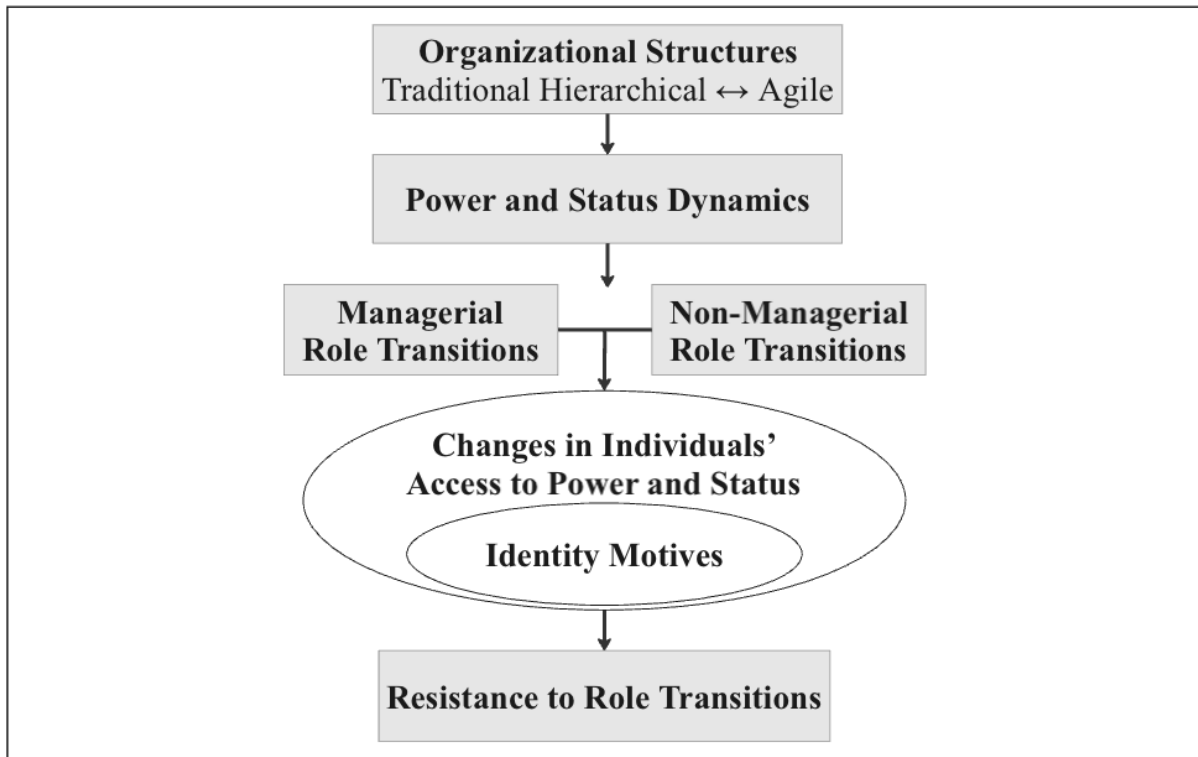 Organizational Structures
Traditional Hierarchical ↔ Agile
Power and Status Dynamics
Managerial
Role Transitions
Non-Managerial
Role Transitions
Changes in Individuals’
Access to Power and Status
Identity Motives
Resistance to Role Transitions